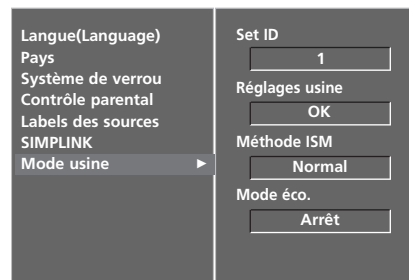 Langue(Language)
Pays
Système de verrou
Contrôle parental
Labels des sources
SIMPLINK
Mode usine ►
Set ID
1
Réglages usine
OK
Méthode ISM
Normal
Mode éco.
Arrêt